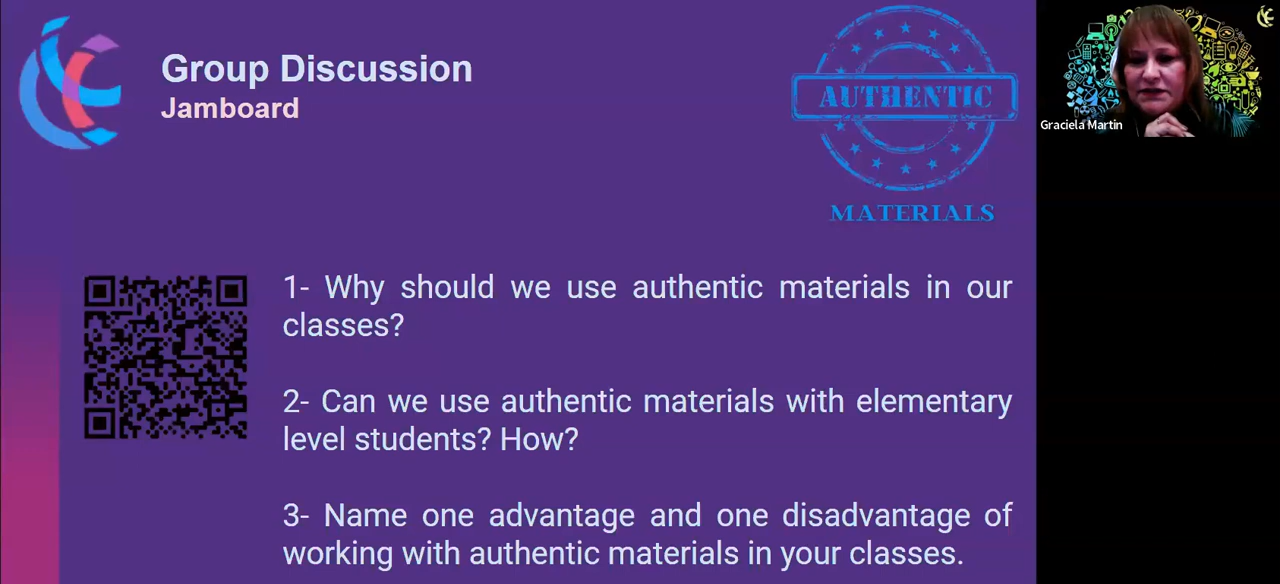 Group Discussion
Jamboard
AUTHENTIC
MATERIALS
Graciela Martin
1- Why should we use authentic materials in our
classes?
2- Can we use authentic materials with elementary
level students? How?
3- Name one advantage and one disadvantage of
working with authentic materials in your classes.